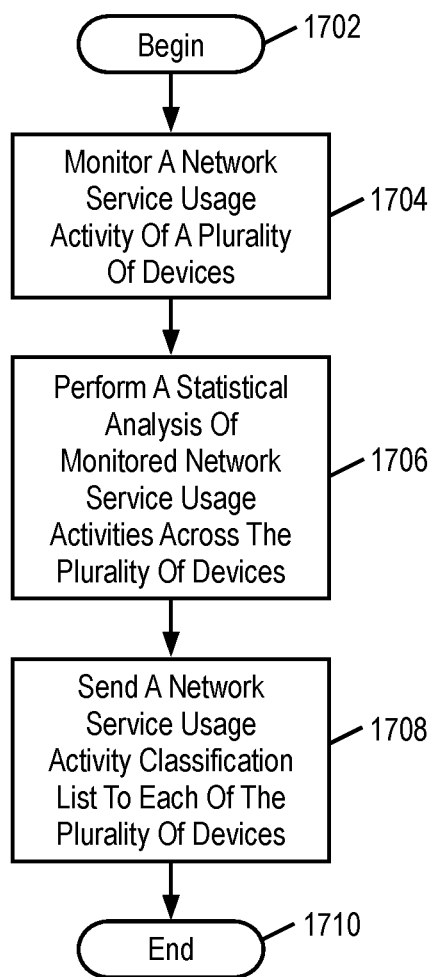 Begin
1702
Monitor A Network
Service Usage
Activity Of A Plurality
Of Devices
1704
Perform A Statistical
Analysis Of
Monitored Network
Service Usage
Activities Across The
Plurality Of Devices
1706
Send A Network
Service Usage
Activity Classification
List To Each Of The
Plurality Of Devices
1708
End
1710